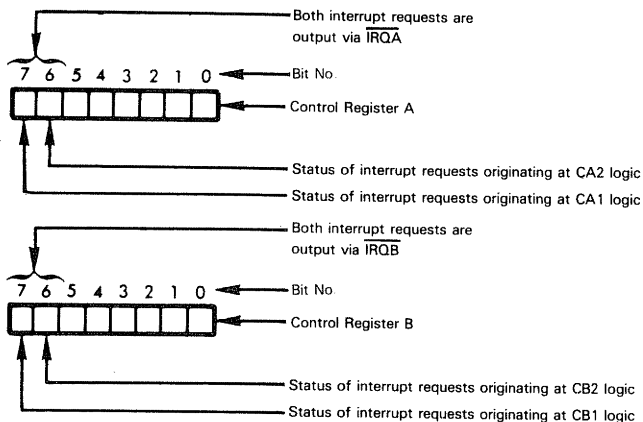 Both interrupt requests are
output via IRQA
7 6 5 4 3 2 1 0
Bit No.
Control Register A
Status of interrupt requests originating at CA2 logic
Status of interrupt requests originating at CA1 logic
Both interrupt requests are
output via IRQB
7 6 5 4 3 2 1 0
Bit No.
Control Register B
Status of interrupt requests originating at CB2 logic
Status of interrupt requests originating at CB1 logic